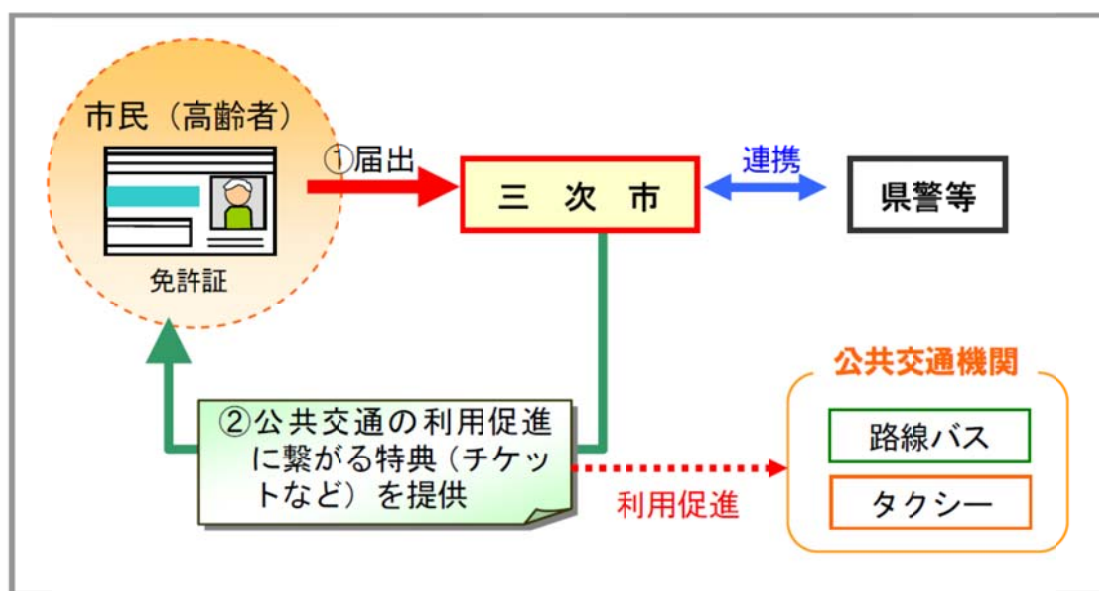 市民（高齢者）
免許証
①届出
三 次 市
連携
県警等
②公共交通の利用促進
に繋がる特典（チケッ
トなど）を提供
利用促進
公共交通機関
路線バス
タクシー